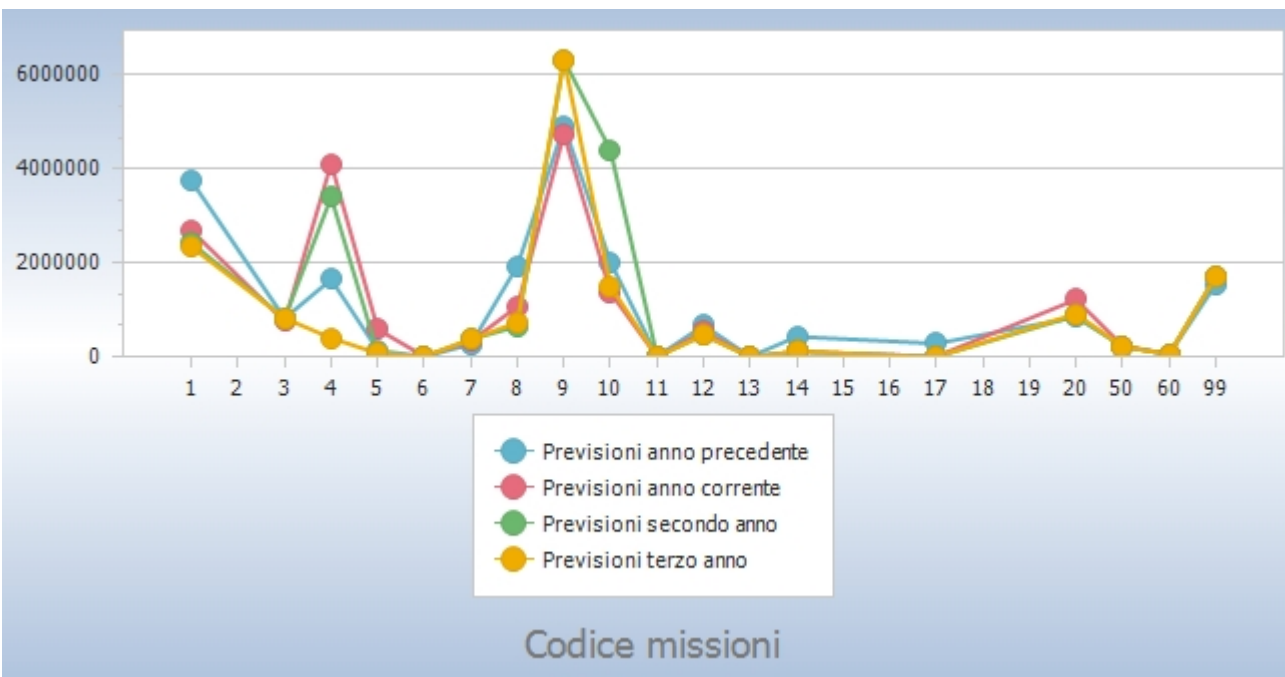 6000000
4000000
2000000
0
1 2 3 4 5 6 7 8 9 10 11 12 13 14 15 16 17 18 19 20 50 60 99
Previsioni anno precedente
Previsioni anno corrente
Previsioni secondo anno
Previsioni terzo anno
Codice missioni